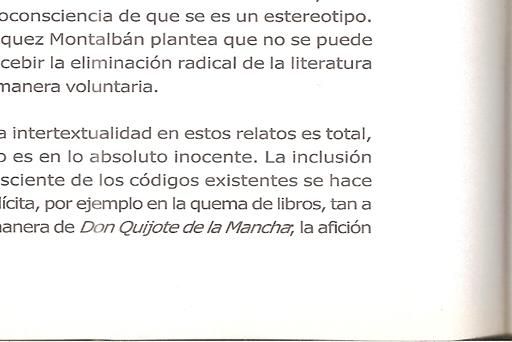 oconsciencia de que se es un estereotipo.
quez Montalbán plantea que no se puede
cebir la eliminación radical de la literatura
manera voluntaria.
a intertextualidad en estos relatos es total,
o es en lo absoluto inocente. La inclusión
sciente de los códigos existentes se hace
lícita, por ejemplo en la quema de libros, tan a
manera de Don Quijote de la Mancha, la afición